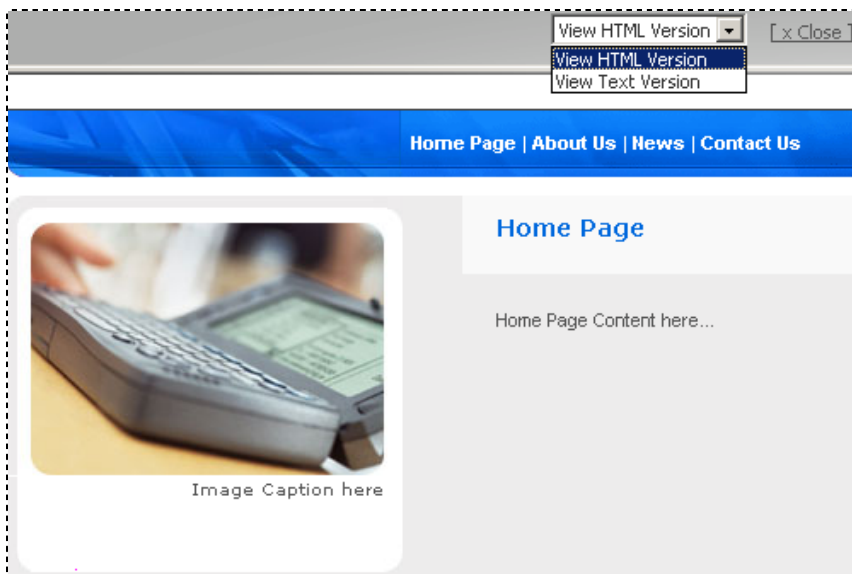 View HTML Version [ x Close ]
View HTML Version
View Text Version
Home Page | About Us | News | Contact Us
Home Page
Home Page Content here...
Image Caption here